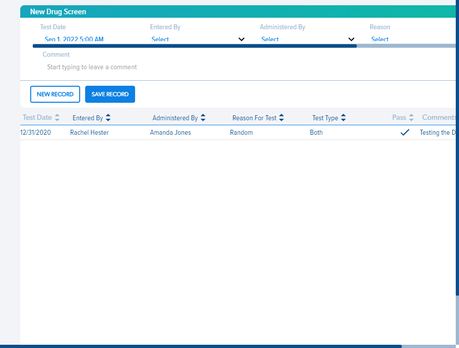 New Drug Screen
Test Date Entered By Administered By Reason
Sep 1, 2022 5:00 AM Select Select Select
Comment
Start typing to leave a comment
NEW RECORD SAVE RECORD
Test Date Entered By Administered By Reason For Test Test Type Pass Comment
12/31/2020 Rachel Hester Amanda Jones Random Both Testing the D